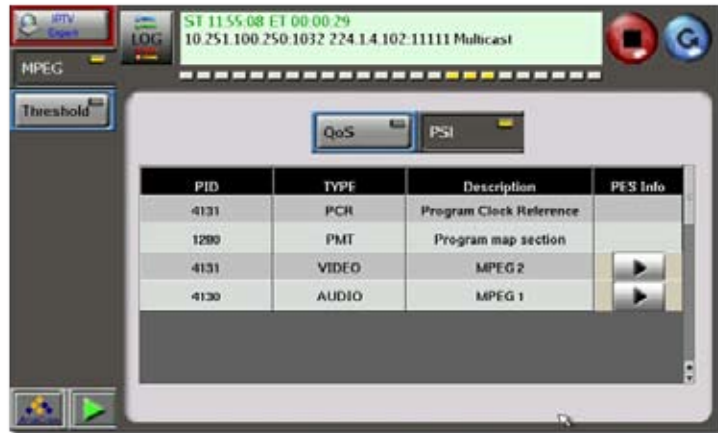 IPTV
Expert
LOG
ST 11:55:08 ET 00:00:29
10.251.100.250:1032 224.1.4.102:11111 Multicast
MPEG
Threshold
QoS
PSI
PID TYPE Description PES Info
4131 PCR Program Clock Reference
1280 PMT Program map section
4131 VIDEO MPEG 2
4130 AUDIO MPEG 1